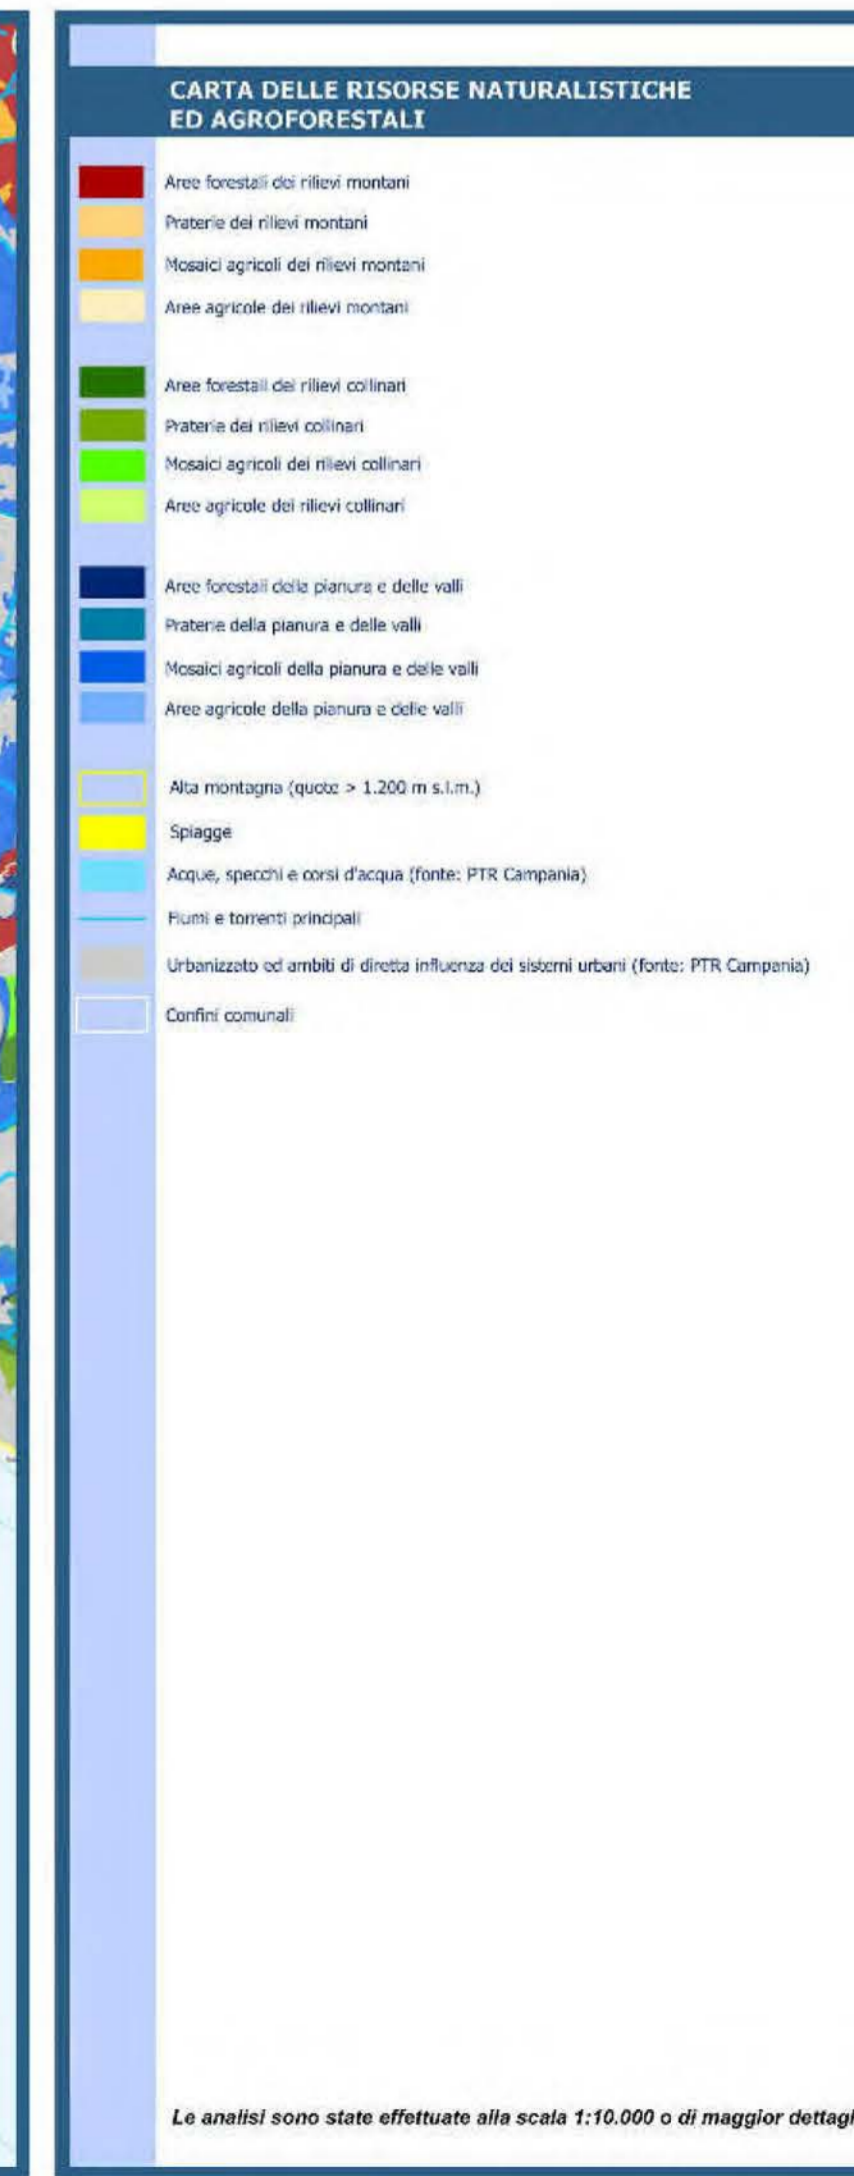 CARTA DELLE RISORSE NATURALISTICHE
ED AGROFORESTALI
Aree forestali dei rilievi montani
Praterie dei rilievi montani
Mosaici agricoli dei rilievi montani
Aree agricole dei rilievi montani
Aree forestali dei rilievi collinari
Praterie dei rilievi collinari
Mosaici agricoli dei rilievi collinari
Aree agricole dei rilievi collinari
Aree forestali della pianura e delle valli
Praterie della pianura e delle valli
Mosaici agricoli della pianura e delle valli
Aree agricole della pianura e delle valli
Alta montagna (quote > 1.200 m s.l.m.)
Spiagge
Acque, specchi e corsi d'acqua (fonte: PTR Campania)
Fiumi e torrenti principali
Urbanizzato ed ambiti di diretta influenza dei sistemi urbani (fonte: PTR Campania)
Confini comunali
Le analisi sono state effettuate alla scala 1:10.000 o di maggior dettagl